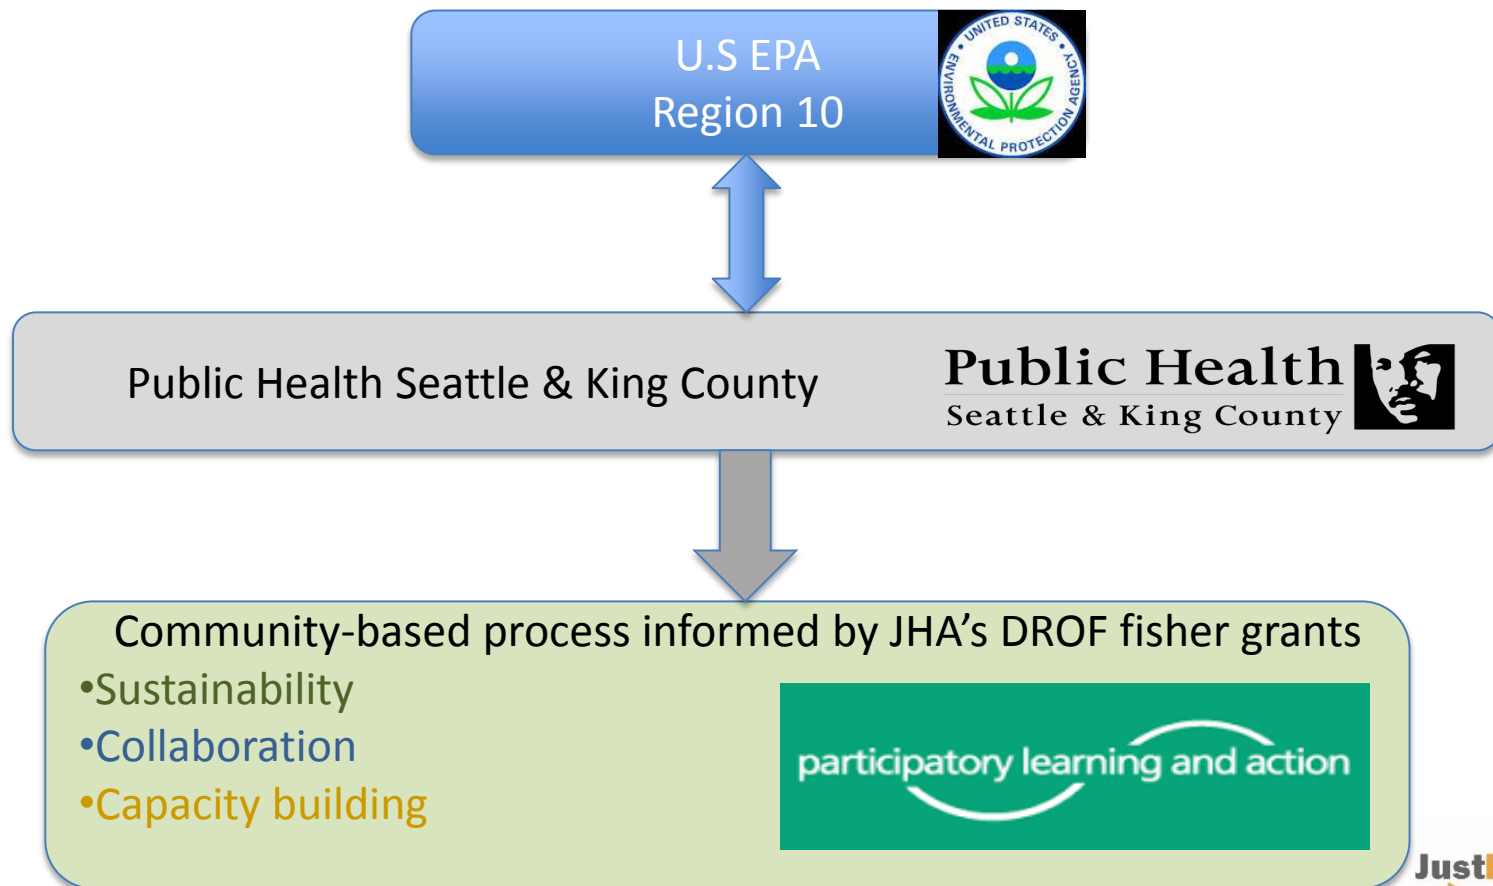 U.S EPA
Region 10
UNITED STATES
ENVIRONMENTAL PROTECTION AGENCY
Public Health Seattle & King County
Public Health
Seattle & King County
Community-based process informed by JHA’s DROF fisher grants
•Sustainability
•Collaboration
•Capacity building
participatory learning and action
Just